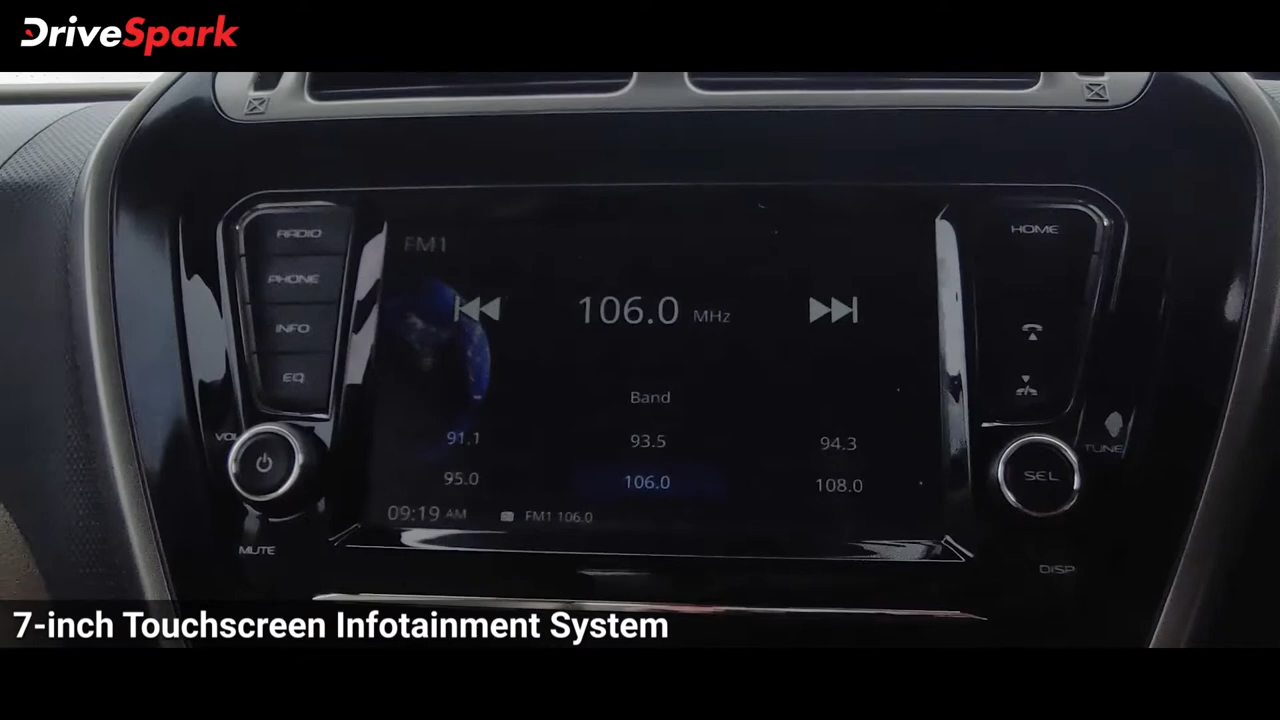 DriveSpark
RADIO
PHONE
INFO
EQ
VOL
MUTE
FM1
106.0 MHz
Band
91.1 93.5 94.3
95.0 106.0 108.0
09:19 AM FM1 106.0
HOME
TUNE
SEL
DISP
7-inch Touchscreen Infotainment System